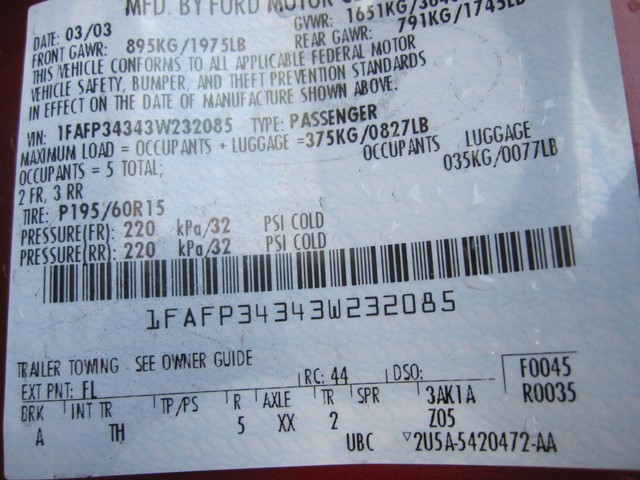 MFD. BY FORD MOTOR
DATE: 03/03
GVWR:
FRONT GAWR: 895KG/1975LB
REAR GAWR: 791KG/1745LB
THIS VEHICLE CONFORMS TO ALL APPLICABLE FEDERAL MOTOR
VEHICLE SAFETY, BUMPER, AND THEFT PREVENTION STANDARDS
IN EFFECT ON THE DATE OF MANUFACTURE SHOWN ABOVE.
VIN: 1FAFP34343W232085 TYPE: PASSENGER
MAXIMUM LOAD = OCCUPANTS + LUGGAGE =375KG/0827LB
OCCUPANTS = 5 TOTAL; OCCUPANTS LUGGAGE
2 FR, 3 RR 035KG/0077LB
TIRE: P195/60R15
PRESSURE(FR): 220 kPa/32 PSI COLD
PRESSURE(RR): 220 kPa/32 PSI COLD
1FAFP34343W232085
TRAILER TOWING - SEE OWNER GUIDE
EXT PNT: FL RC: 44 DSO: F0045
BRK INT TR TP/PS R AXLE TR SPR 3AK1A R0035
A TH 5 XX 2 Z05
UBC ▽2U5A-5420472-AA